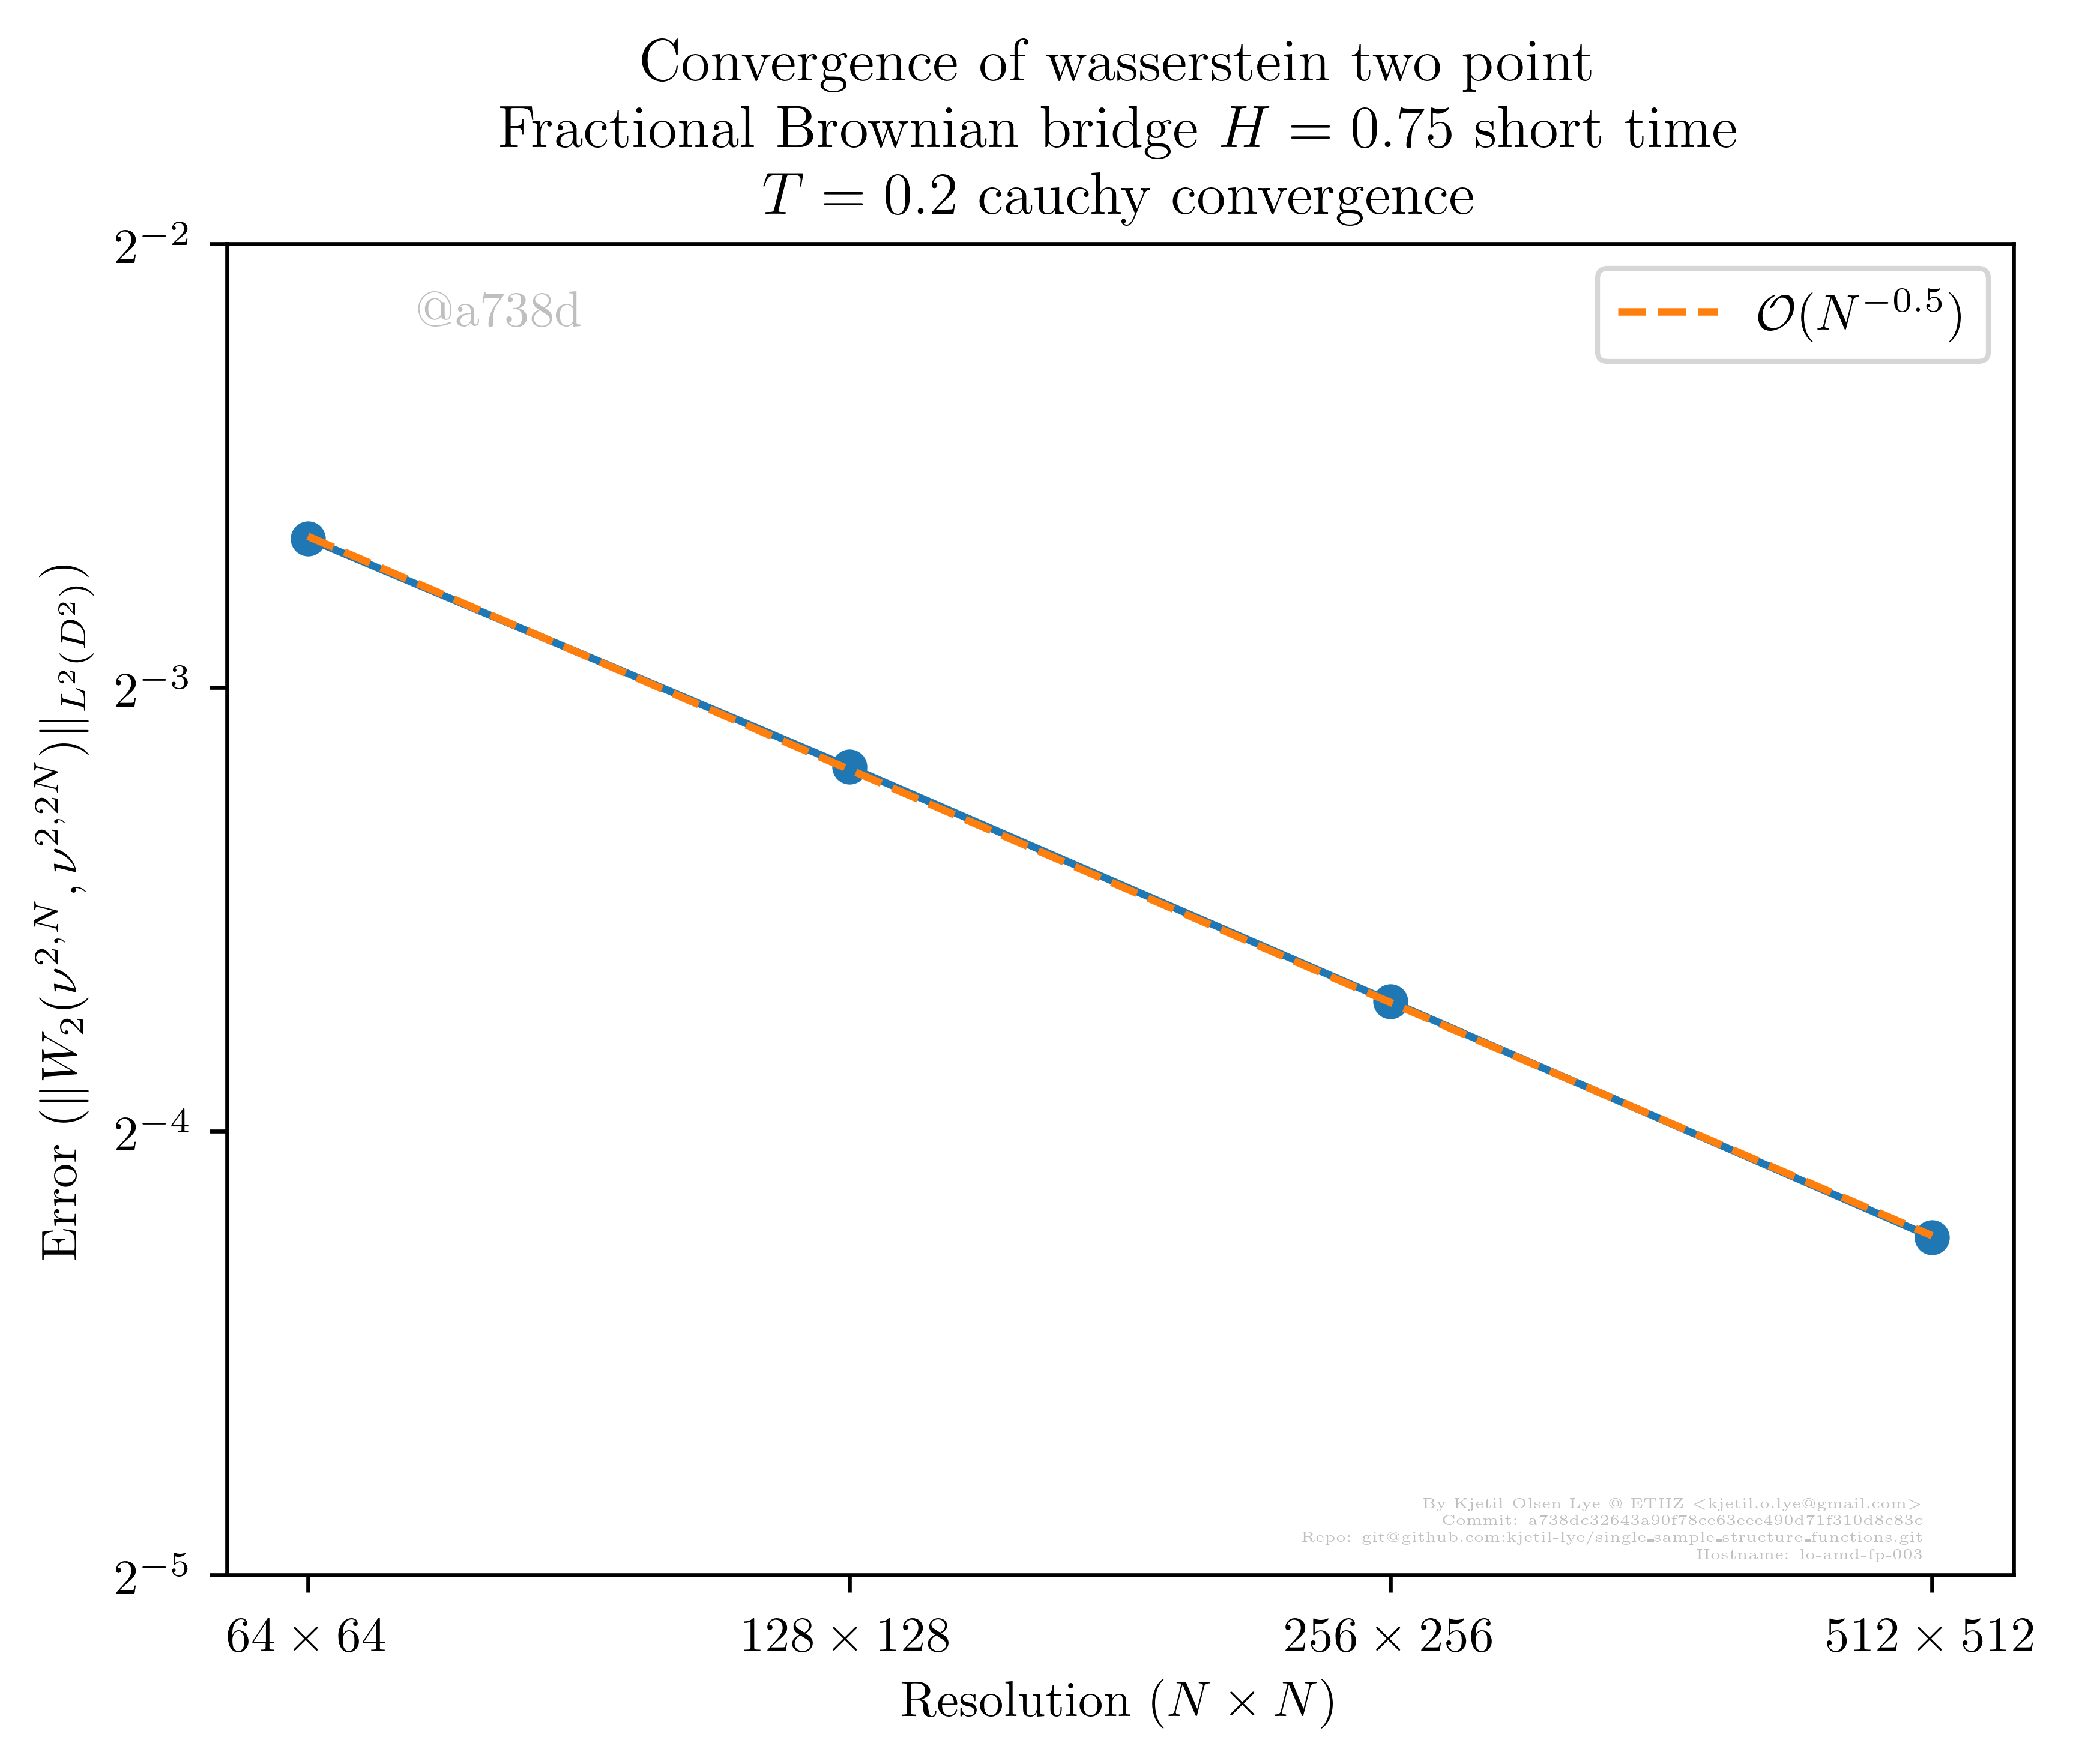 Convergence of wasserstein two point
Fractional Brownian bridge H = 0.75 short time
T = 0.2 cauchy convergence
2⁻²
@a738d
𝒪(N⁻⁰·⁵)
2⁻³
2⁻⁴
2⁻⁵
Error (||W₂(ν^{2,N}, ν^{2,2N})||_{L²(D²)})
By Kjetil Olsen Lye @ ETHZ <kjetil.o.lye@gmail.com>
Commit: a738dc32643a90f78ce63eee490d71f310d8c83c
Repo: git@github.com:kjetil-lye/single_sample_structure_functions.git
Hostname: lo-amd-fp-003
64 × 64 128 × 128 256 × 256 512 × 512
Resolution (N × N)